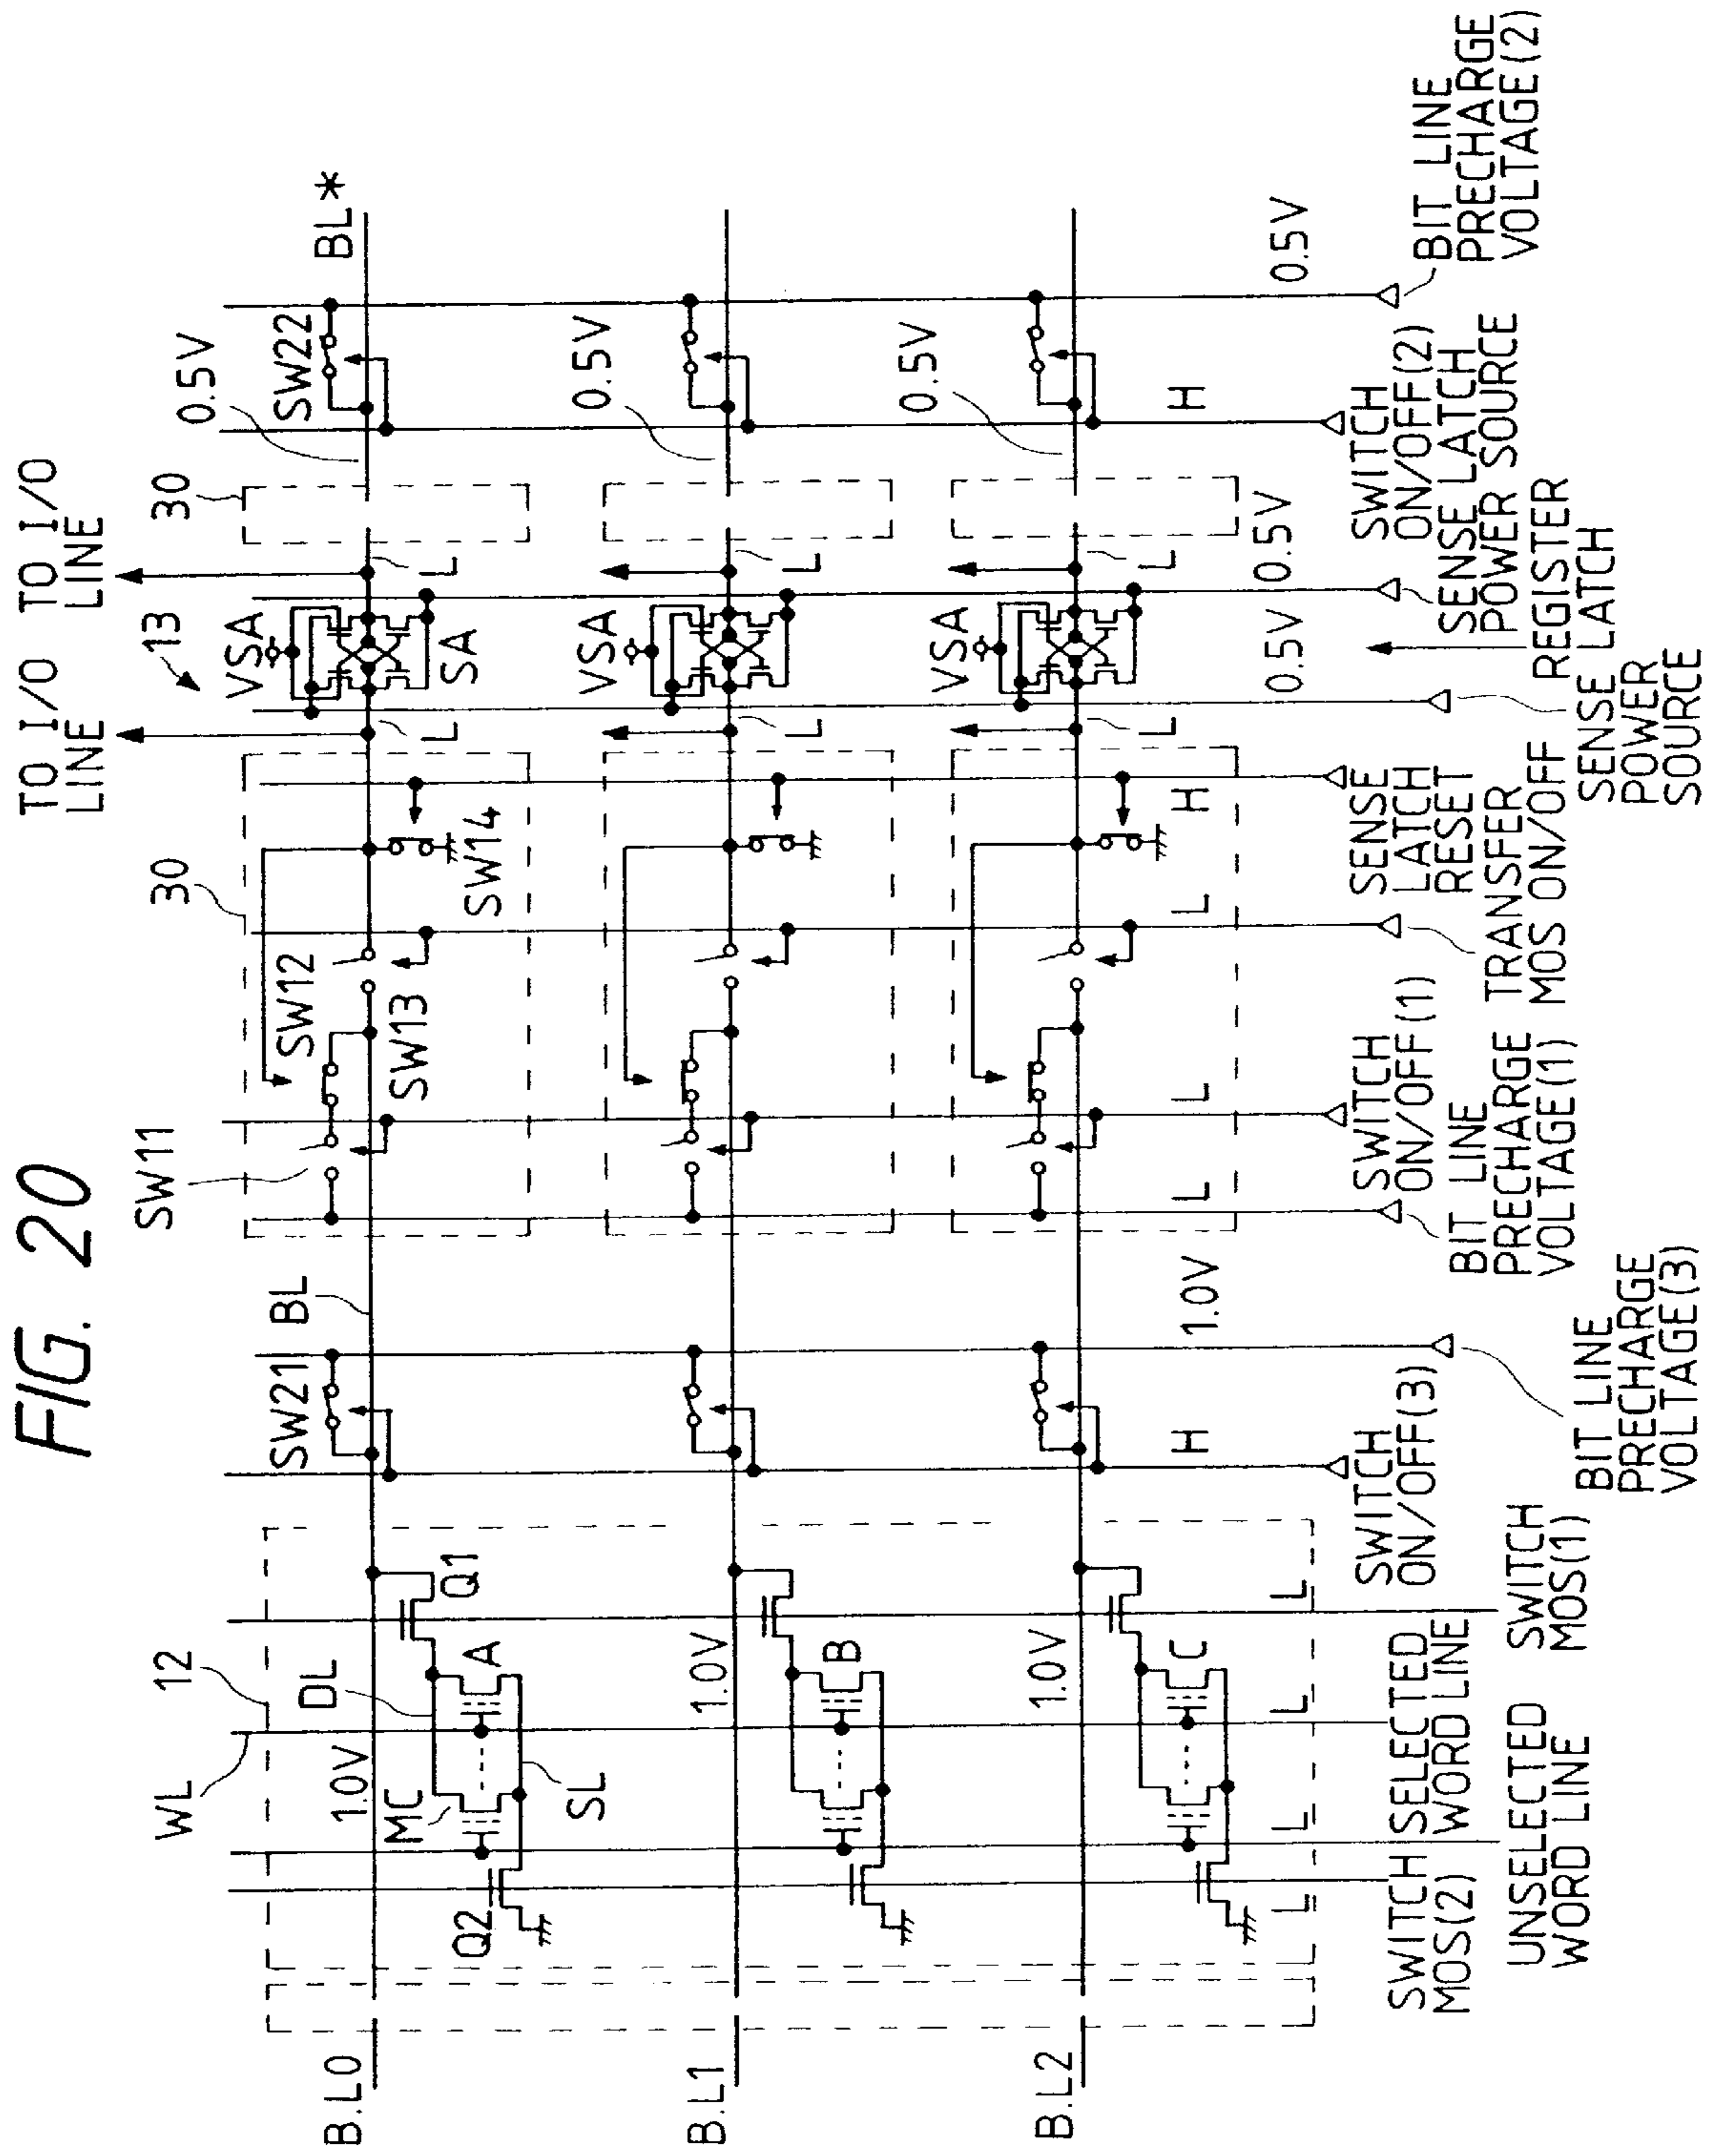 FIG. 20
TO I/O
LINE
TO I/O
LINE
13
SW11
30
30
WL
12
0.5V
SW21
BL
SW12
VSA
SW22
BL*
B.L0
1.0V
DL
SW13
L
L
MC
A
Q1
SW14
SA
Q2
SL
0.5V
VSA
L
L
B.L1
1.0V
B
0.5V
VSA
L
L
B.L2
1.0V
C
L
L
L
L
H
1.0V
L
L
L
H
0.5V
0.5V
H
0.5V
SWITCH
MOS(2)
UNSELECTED
WORD LINE
SELECTED
WORD LINE
SWITCH
MOS(1)
SWITCH
ON/OFF(3)
BIT LINE
PRECHARGE
VOLTAGE(3)
BIT LINE
PRECHARGE
VOLTAGE(1)
SWITCH
ON/OFF(1)
TRANSFER
MOS ON/OFF
SENSE
LATCH
RESET
SENSE LATCH
POWER
SOURCE
REGISTER
SENSE LATCH
POWER SOURCE
SWITCH
ON/OFF(2)
BIT LINE
PRECHARGE
VOLTAGE(2)